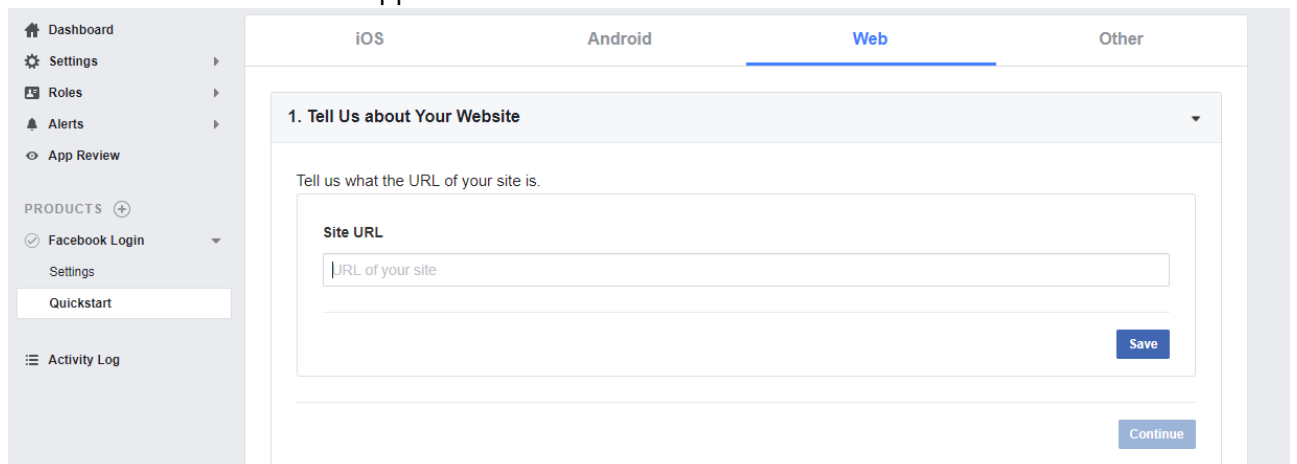 Dashboard
Settings
Roles
Alerts
App Review
PRODUCTS
Facebook Login
Settings
Quickstart
Activity Log
iOS Android Web Other
1. Tell Us about Your Website
Tell us what the URL of your site is.
Site URL
URL of your site
Save
Continue